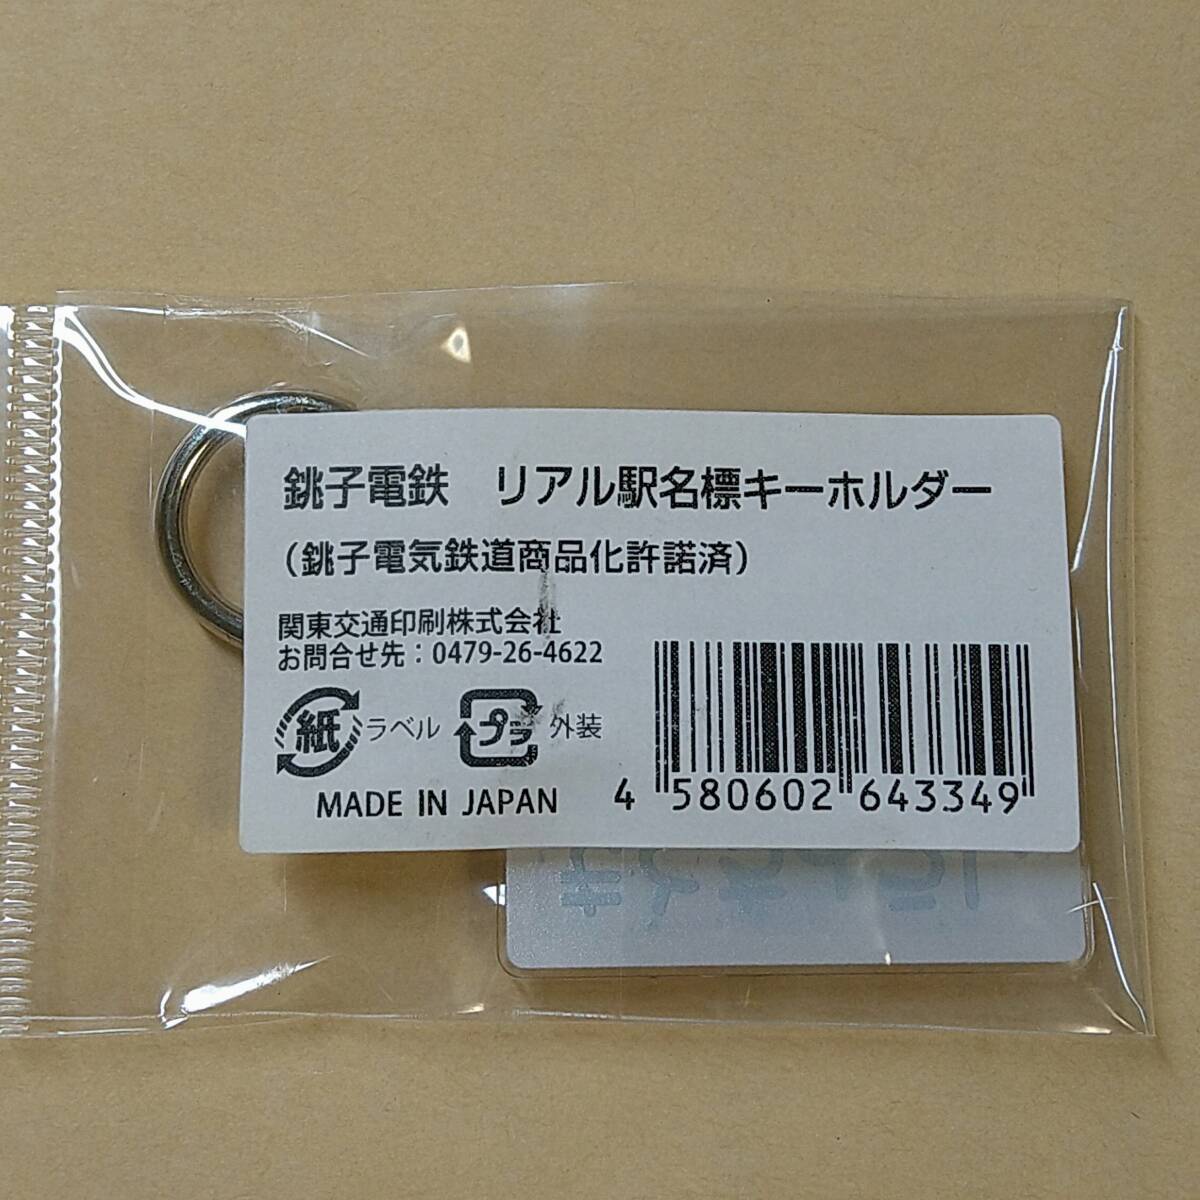 銚子電鉄　リアル駅名標キーホルダー
（銚子電気鉄道商品化許諾済）
関東交通印刷株式会社
お問合せ先：0479-26-4622
紙 ラベル プラ 外装
MADE IN JAPAN
4 580602 643349